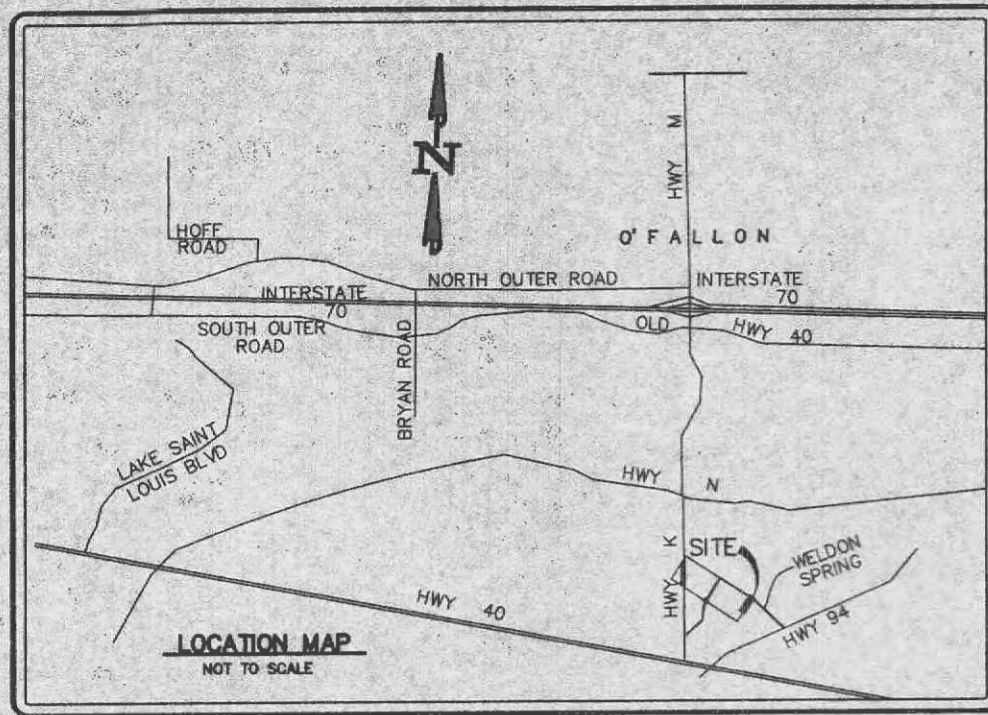 N
HWY M
HOFF
ROAD
O' FALLON
NORTH OUTER ROAD
INTERSTATE
70
INTERSTATE
70
SOUTH OUTER
ROAD
BRYAN ROAD
OLD HWY 40
LAKE SAINT
LOUIS BLVD
HWY N
HWY K
SITE
WELDON
SPRING
HWY 94
HWY 40
LOCATION MAP
NOT TO SCALE